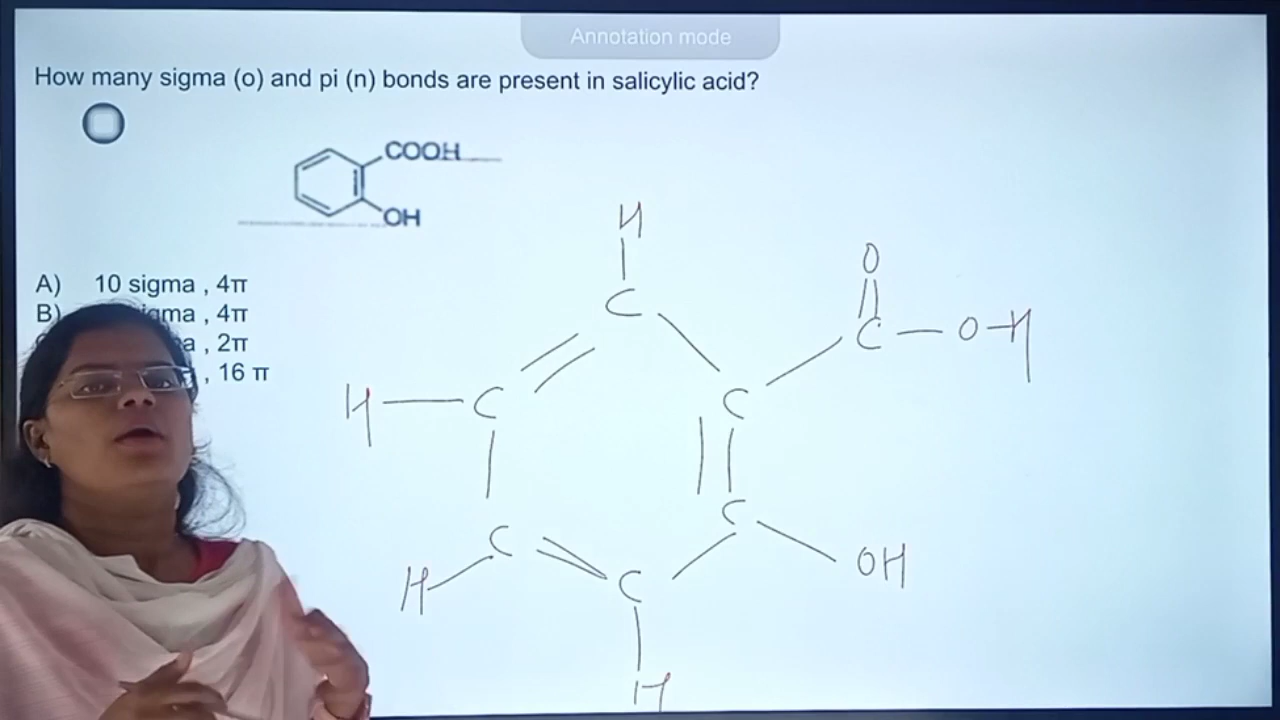 Annotation mode
How many sigma (o) and pi (n) bonds are present in salicylic acid?
COOH
OH
A) 10 sigma , 4π
B) , 4π
, 2π
, 16 π
H
O
C
C O H
H C C
C C
H C OH
H